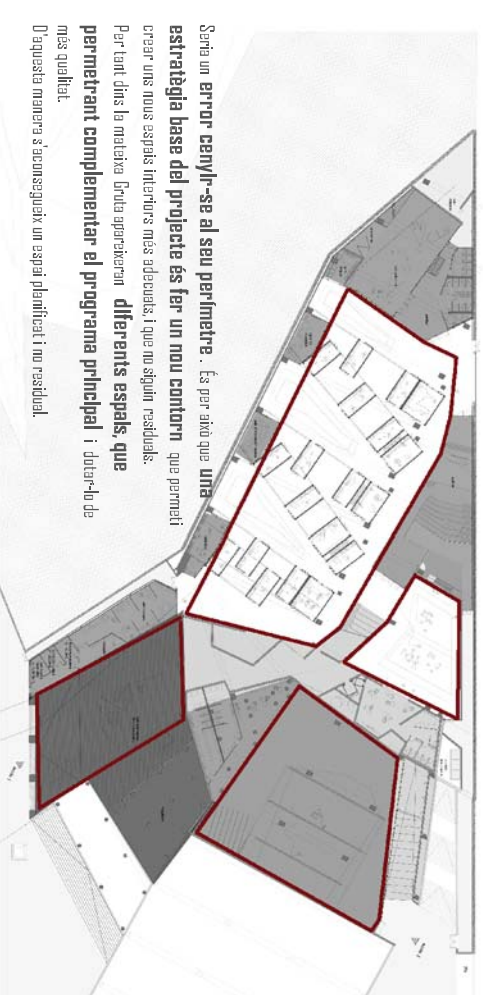 Seria un error cenyir-se al seu perímetre. És per això que una
estratègia base del projecte és fer un nou contorn que permeti
crear uns nous espais interiors més adecuats, i que no siguin residuals.
Per tant dins la mateixa Gruta apareixeran diferents espais, que
permetrant complementar el programa principal i dotar-lo de
més qualitat.
D'aquesta manera s'aconsegueix un espai planificat i no residual.